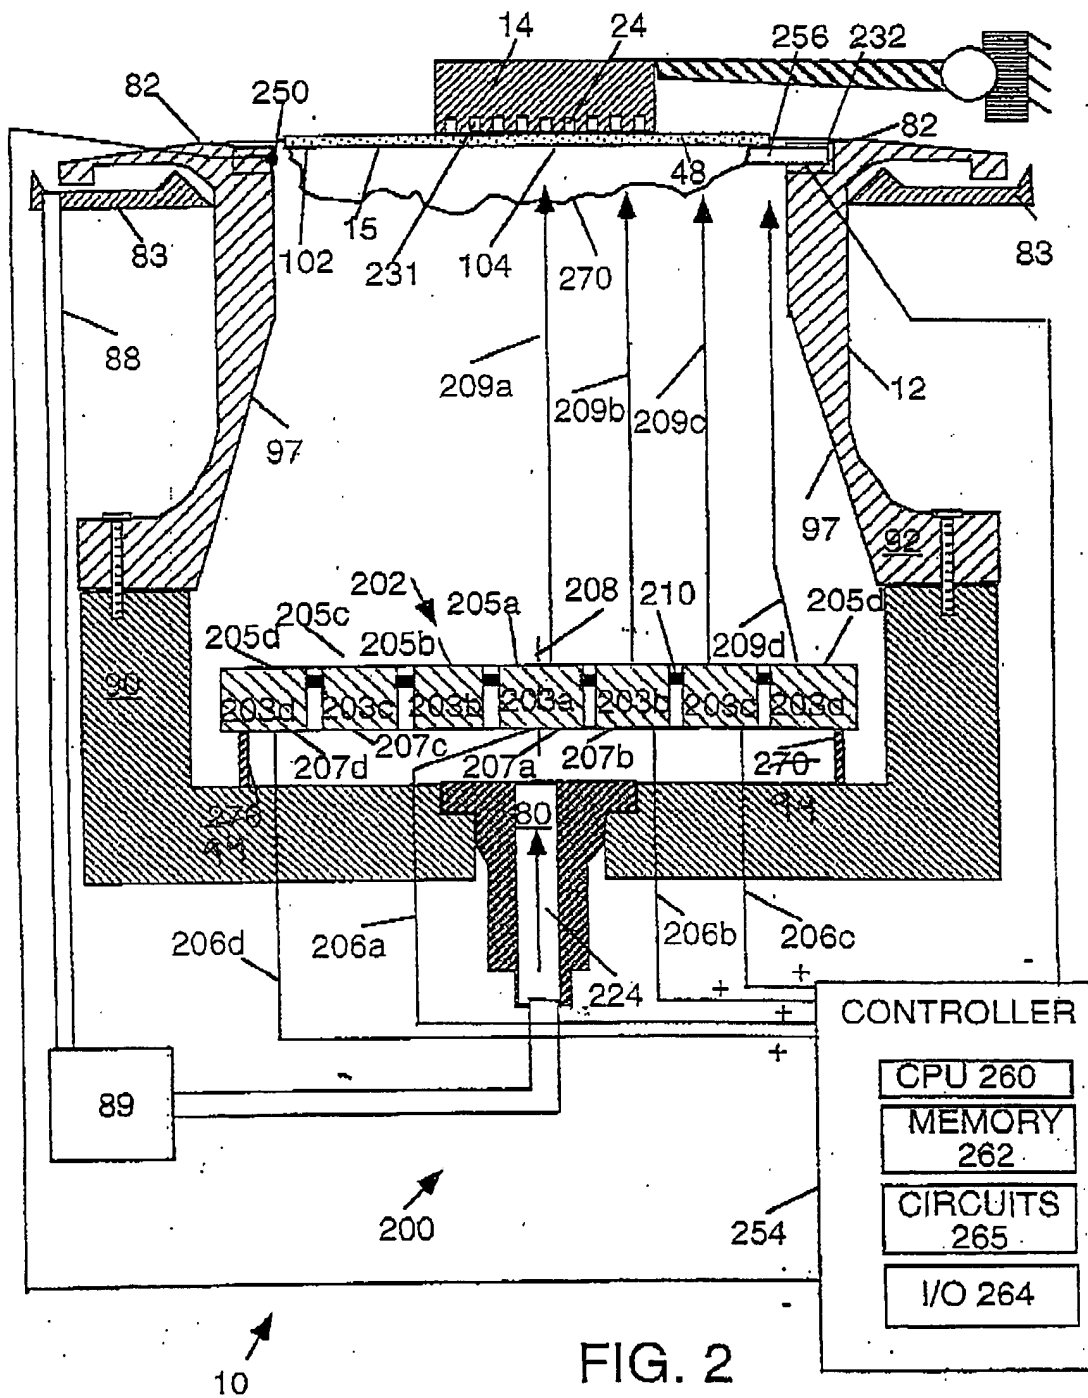 14 24 256 232
82 250 82
48
83 15 102 231 104 270 83
88 209a 209b 209c 12
97 97
92
202 205a 208 210 205d
205d 205c 205b 209d
90
203d 203c 203b 203a 203b 203c 203d
207d 207c 207a 207b 270
270 80 94
94
206d 206a 206b 206c
224
+ + + + -
CONTROLLER
CPU 260
MEMORY
262
CIRCUITS
265
I/O 264
89
-
200 254
-
10
FIG. 2